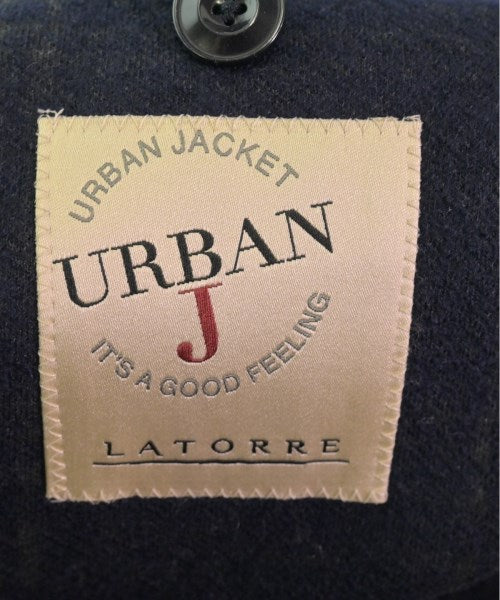 URBAN JACKET
URBAN
J
IT'S A GOOD FEELING
LATORRE